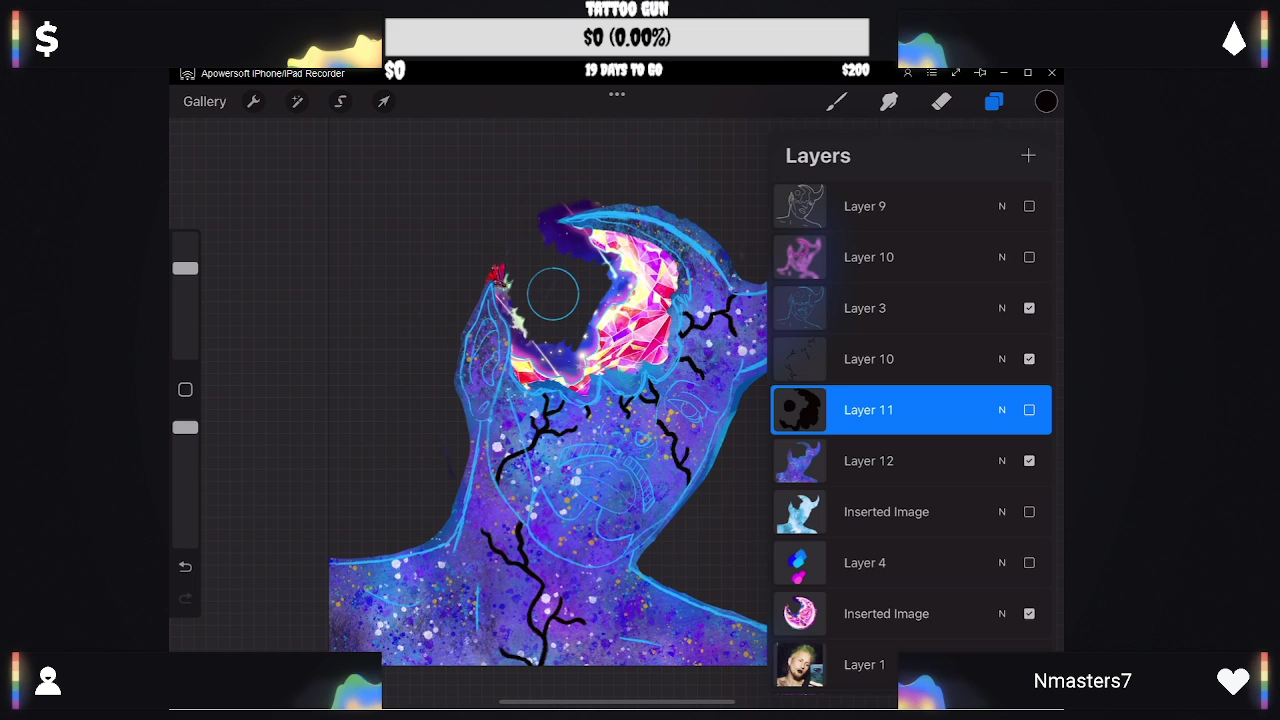 TATTOO GUN
$0 (0.00%)
$0 19 DAYS TO GO $200
Apowersoft iPhone/iPad Recorder
Gallery
Layers
Layer 9 N
Layer 10 N
Layer 3 N
Layer 10 N
Layer 11 N
Layer 12 N
Inserted Image N
Layer 4 N
Inserted Image N
Layer 1
$
Nmasters7